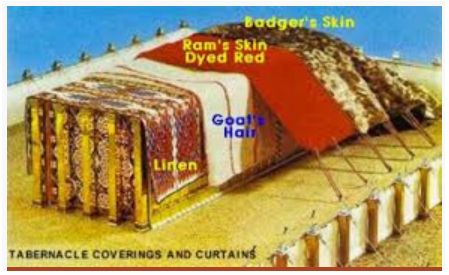 Badger's Skin
Ram's Skin
Dyed Red
Goat's
Hair
Linen
TABERNACLE COVERINGS AND CURTAINS